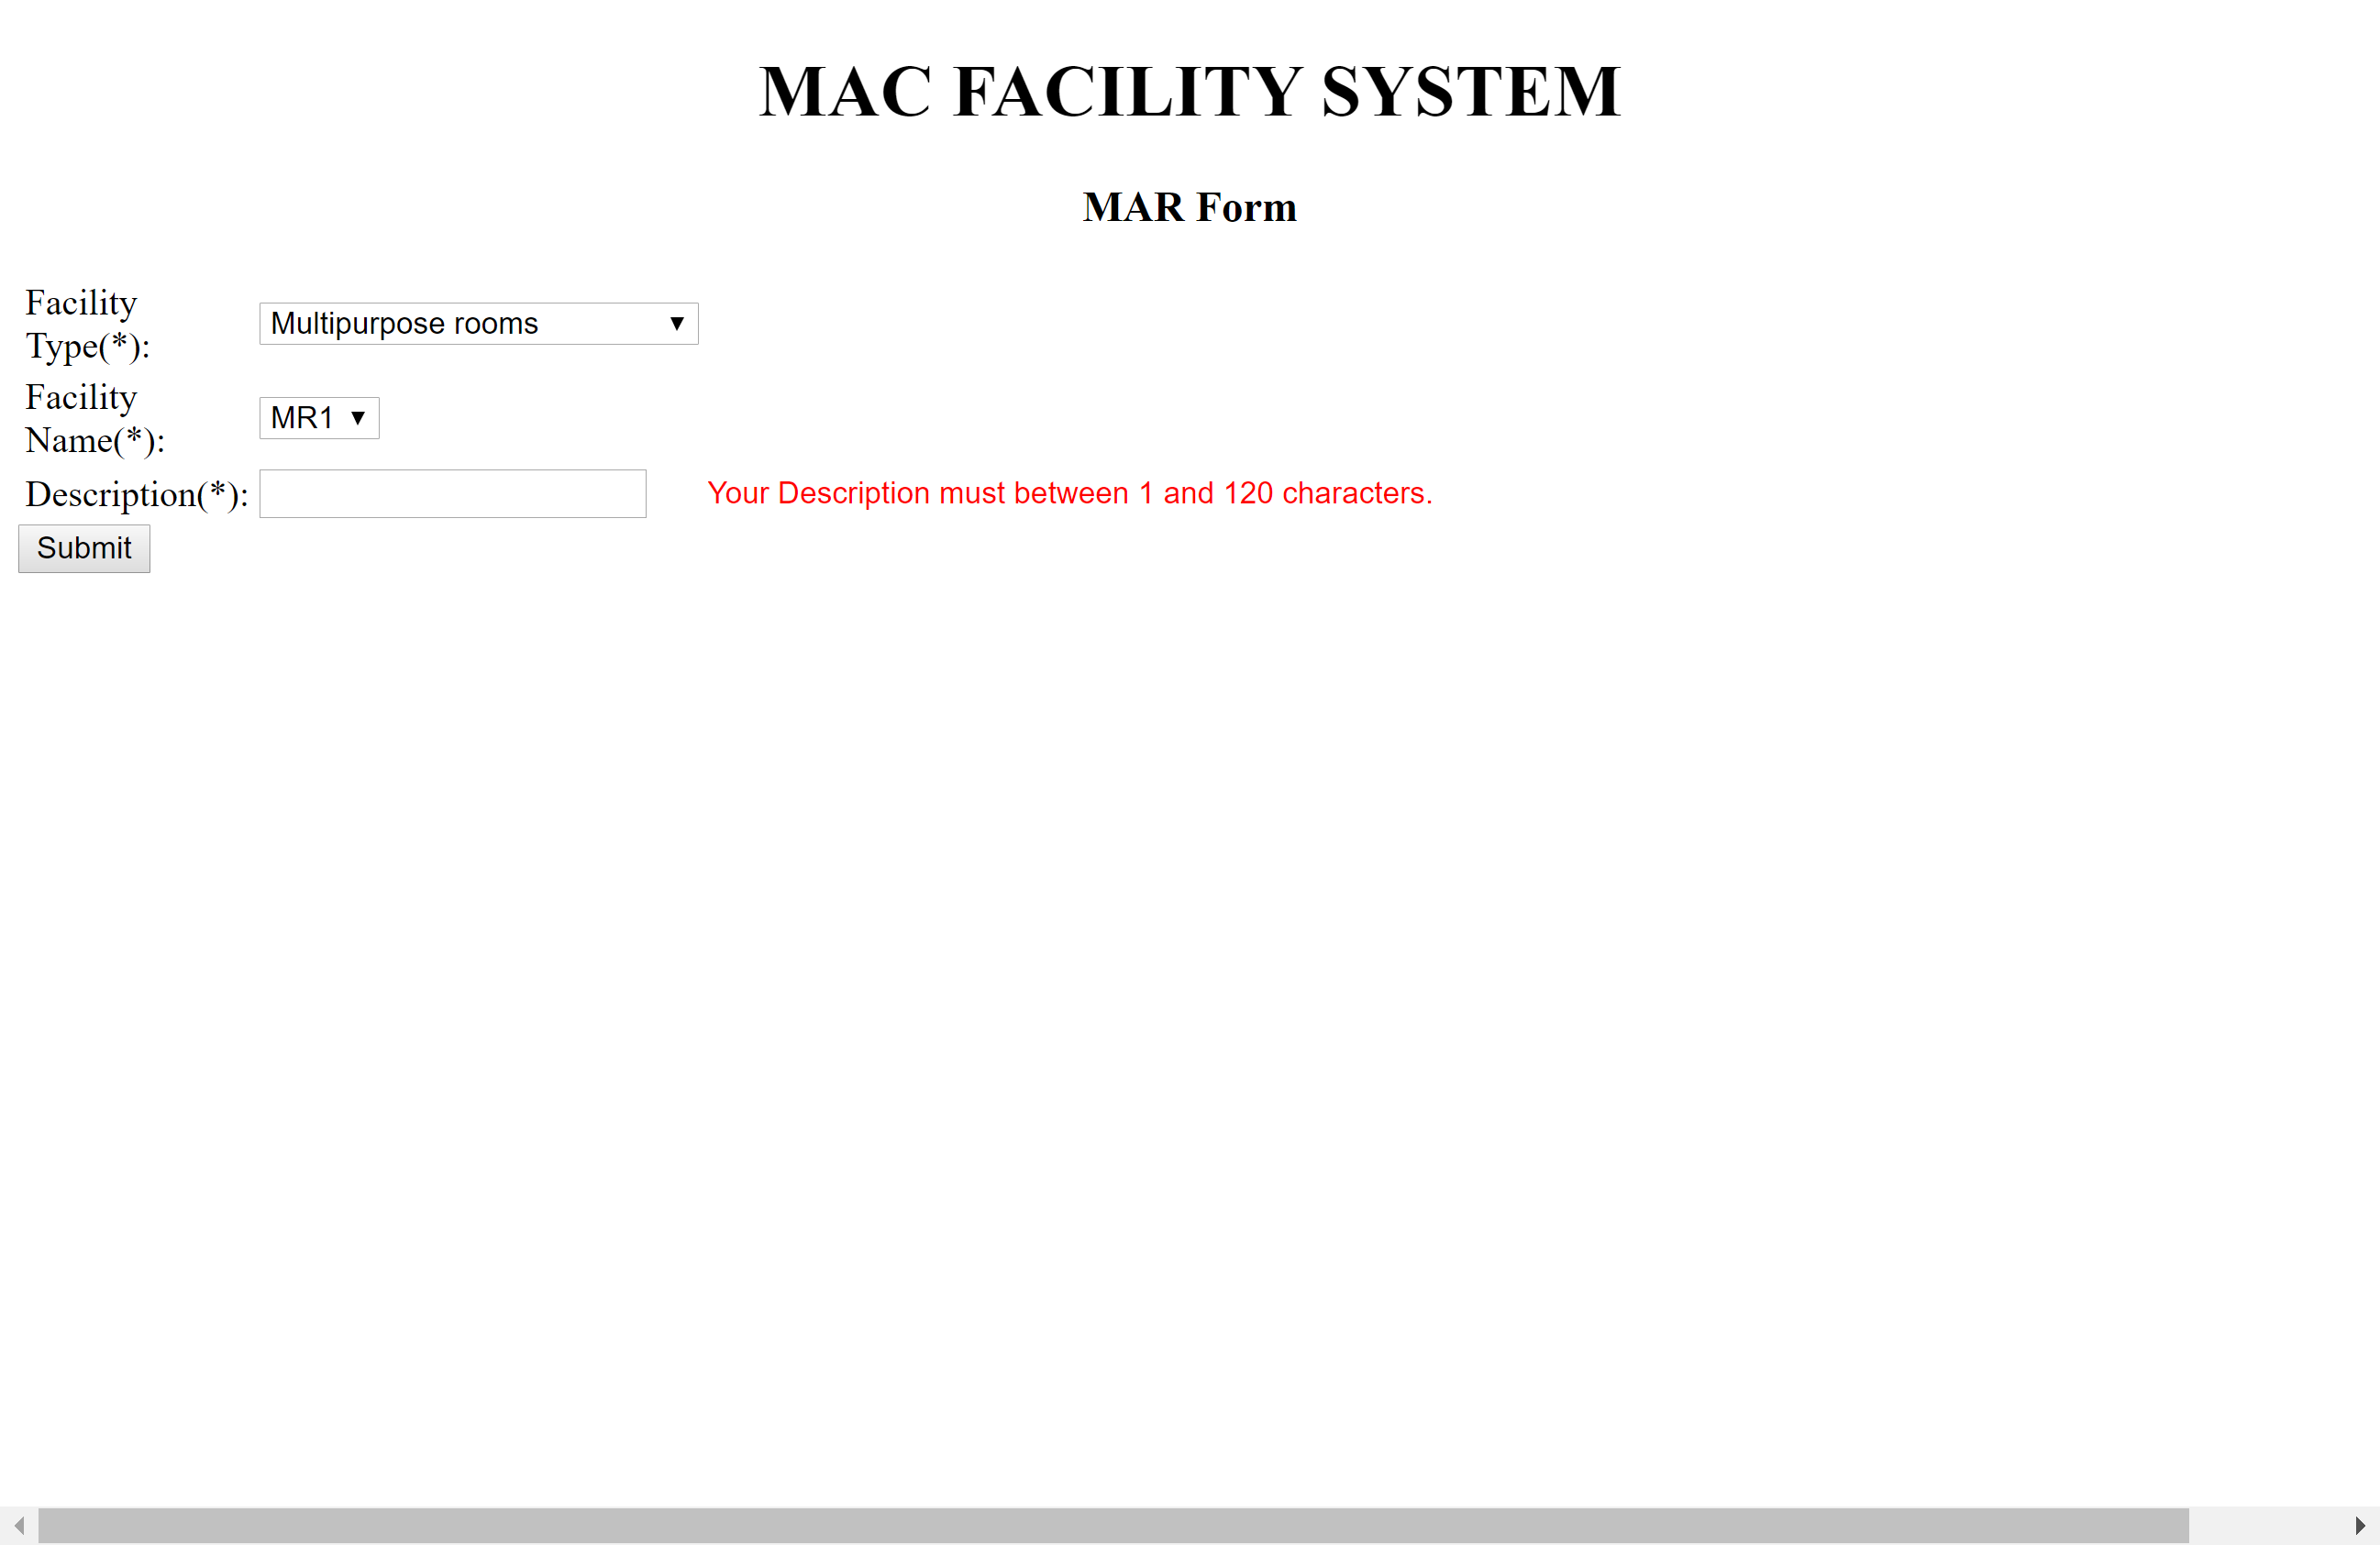 MAC FACILITY SYSTEM
MAR Form
Facility
Type(*):
Multipurpose rooms
Facility
Name(*):
MR1
Description(*): Your Description must between 1 and 120 characters.
Submit